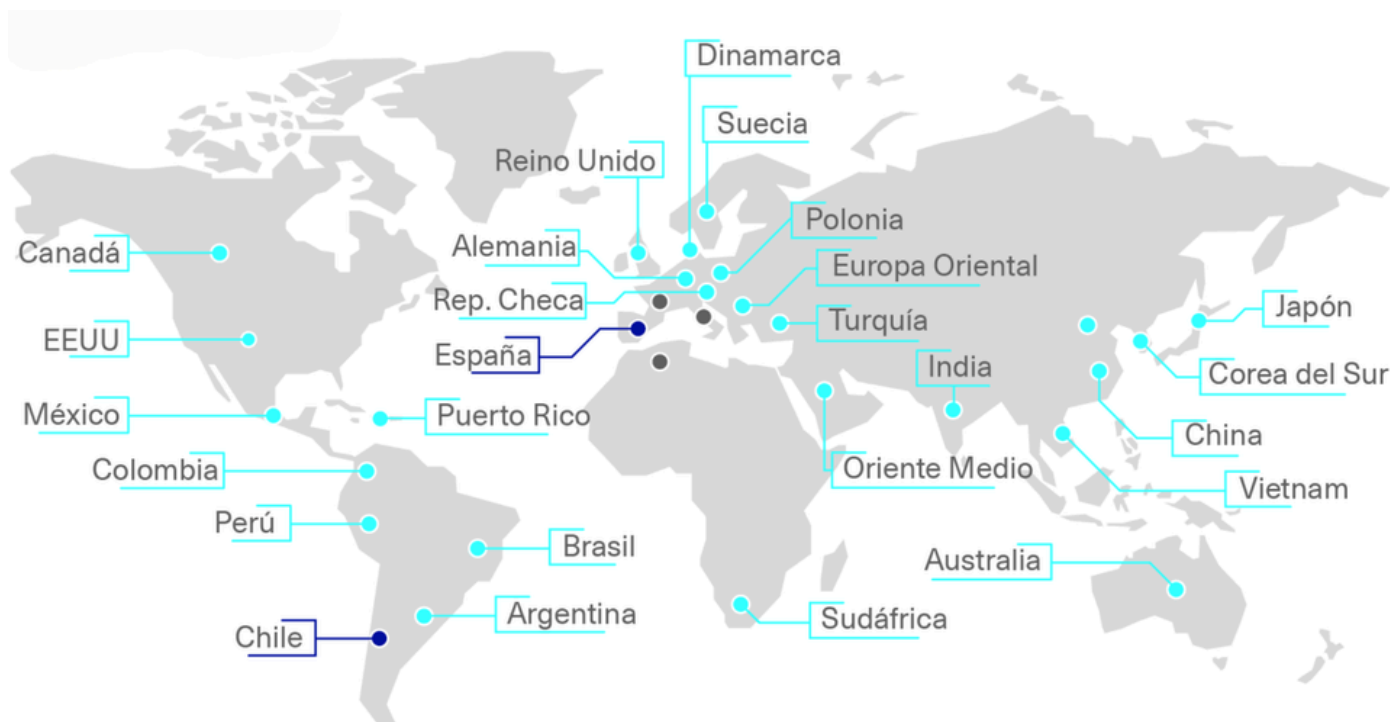 Dinamarca
Suecia
Reino Unido
Polonia
Alemania
Canadá
Europa Oriental
Rep. Checa
Japón
Turquía
EEUU
España
India
Corea del Sur
México
Puerto Rico
China
Colombia
Oriente Medio
Vietnam
Perú
Brasil
Australia
Argentina
Sudáfrica
Chile